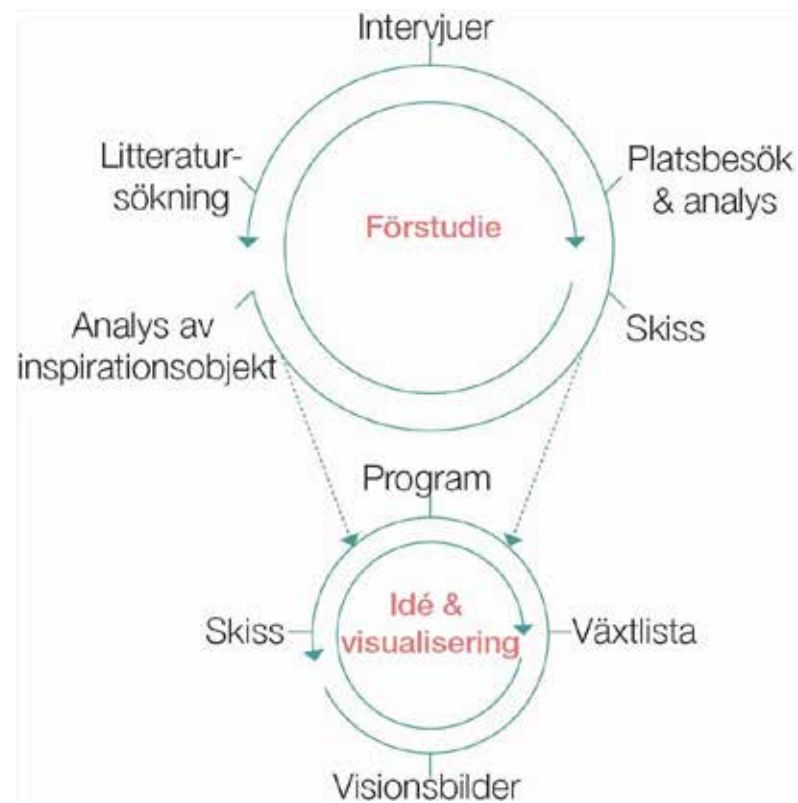 Intervjuer
Litteratur-
sökning
Platsbesök
& analys
Förstudie
Analys av
inspirationsobjekt
Skiss
Program
Idé &
visualisering
Skiss
Växtlista
Visionsbilder